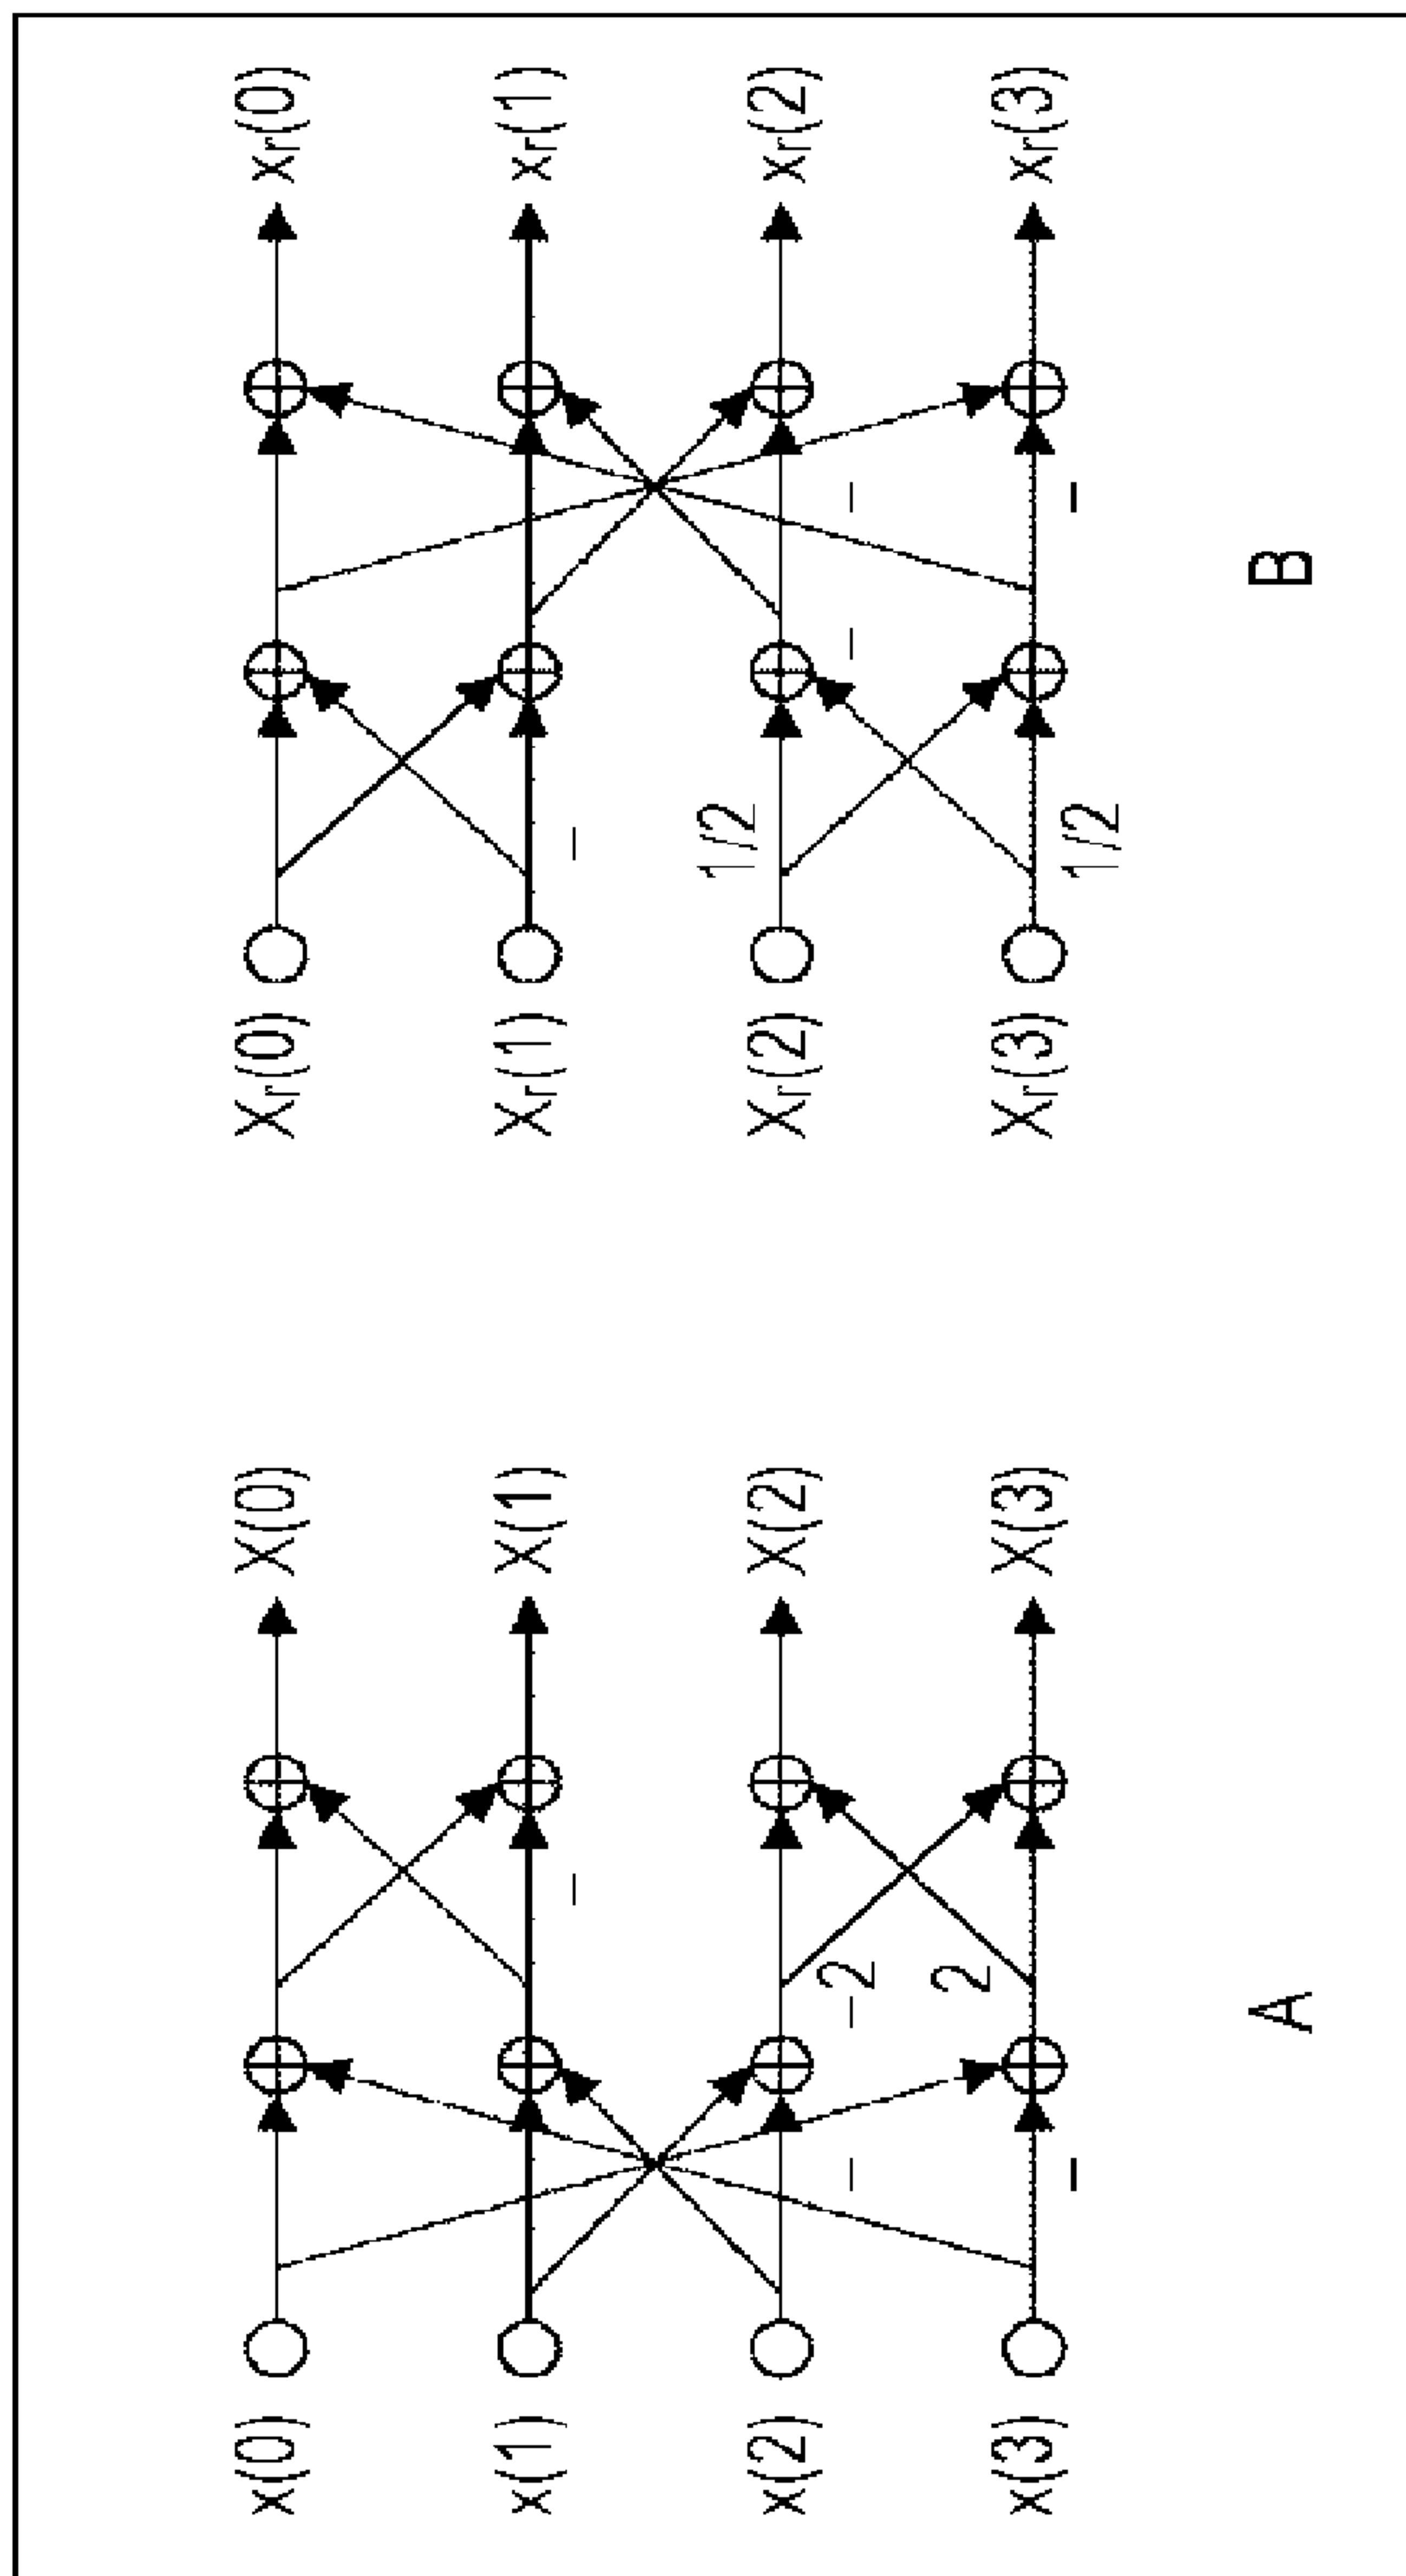 x(0)
X(0)
x(1)
–
X(1)
x(2)
–
–2
X(2)
2
x(3)
–
X(3)
A
Xr(0)
xr(0)
Xr(1)
–
xr(1)
1/2
Xr(2)
–
–
xr(2)
Xr(3)
1/2
–
xr(3)
B